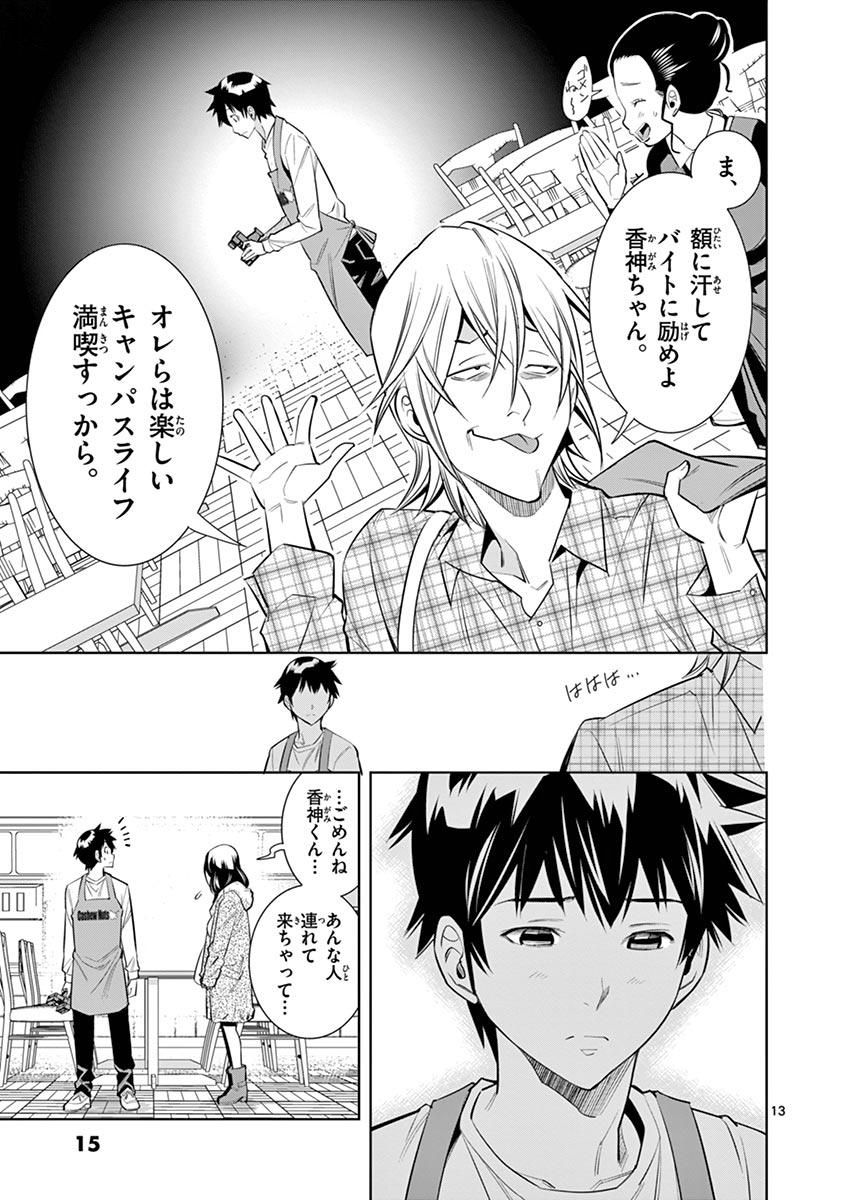 ゴメン
ね〜
ま、
額に汗して
バイトに励めよ
香神ちゃん。
オレらは楽しい
キャンパスライフ
満喫すっから。
ははは…
…ごめんね
香神くん…
あんな人
連れて
来ちゃって…
Cashew Nuts
13
15